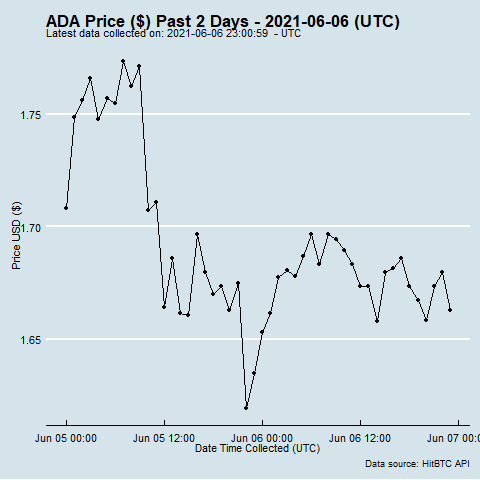 ADA Price ($) Past 2 Days - 2021-06-06 (UTC)
Latest data collected on: 2021-06-06 23:00:59 - UTC
1.75
1.70
1.65
Price USD ($)
Jun 05 00:00 Jun 05 12:00 Jun 06 00:00 Jun 06 12:00 Jun 07 00:
Date Time Collected (UTC)
Data source: HitBTC API